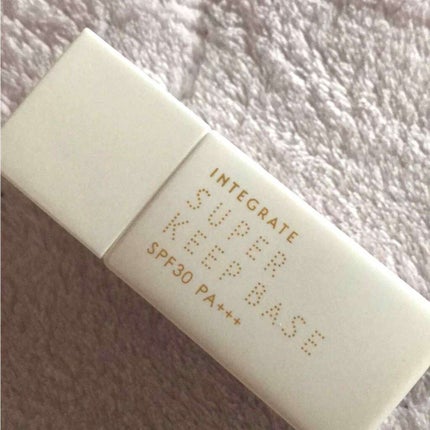 INTEGRATE
SUPER
KEEP BASE
SPF30 PA+++